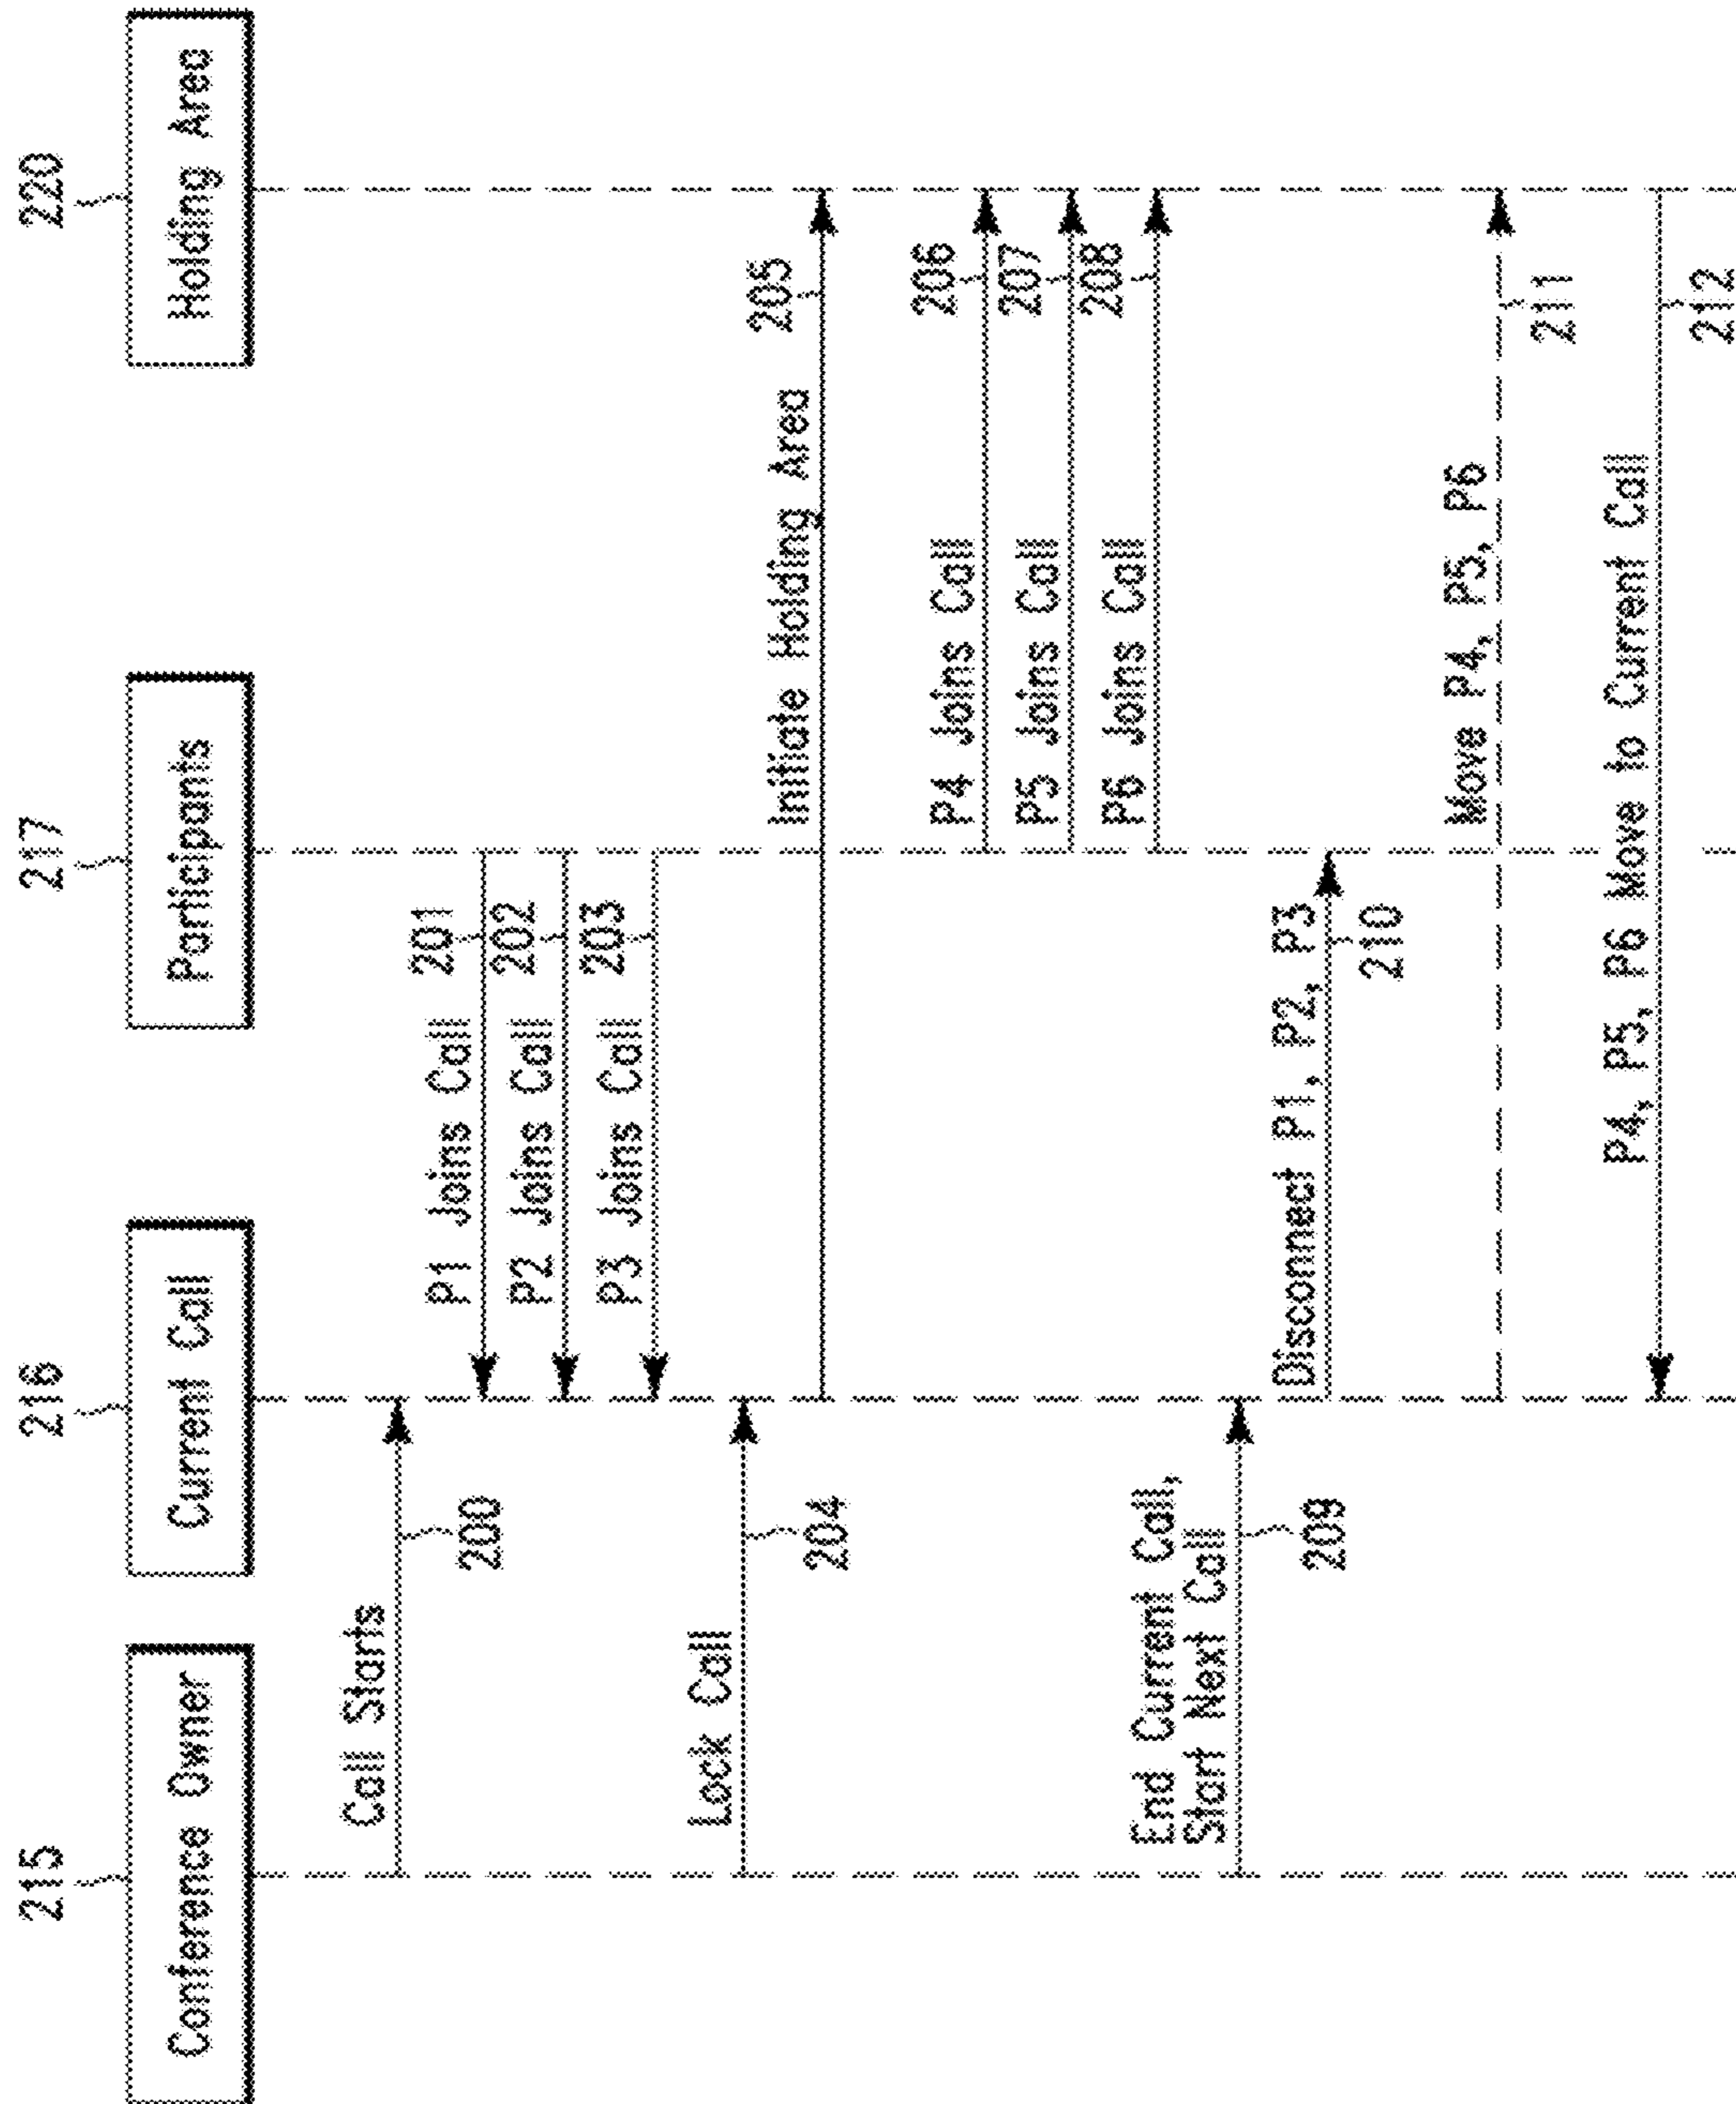 215
Conference Owner
216
Current Call
217
Participants
220
Holding Area
Call Starts
200
P1 Joins Call
201
P2 Joins Call
202
P3 Joins Call
203
Lock Call
204
Initiate Holding Area
205
P4 Joins Call
206
P5 Joins Call
207
P6 Joins Call
208
End Current Call,
Start Next Call
209
Disconnect P1, P2, P3
210
Move P4, P5, P6
211
P4, P5, P6 Move to Current Call
212